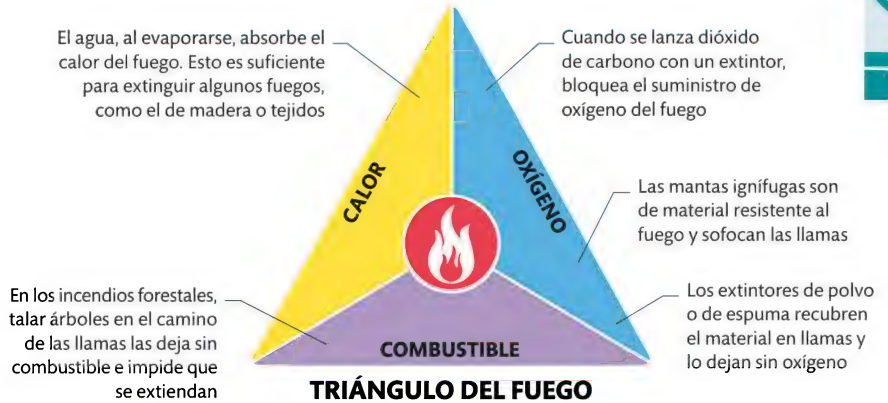 El agua, al evaporarse, absorbe el
calor del fuego. Esto es suficiente
para extinguir algunos fuegos,
como el de madera o tejidos
Cuando se lanza dióxido
de carbono con un extintor,
bloquea el suministro de
oxígeno del fuego
CALOR
OXÍGENO
Las mantas ignífugas son
de material resistente al
fuego y sofocan las llamas
En los incendios forestales,
talar árboles en el camino
de las llamas las deja sin
combustible e impide que
se extiendan
Los extintores de polvo
o de espuma recubren
el material en llamas y
lo dejan sin oxígeno
COMBUSTIBLE
TRIÁNGULO DEL FUEGO